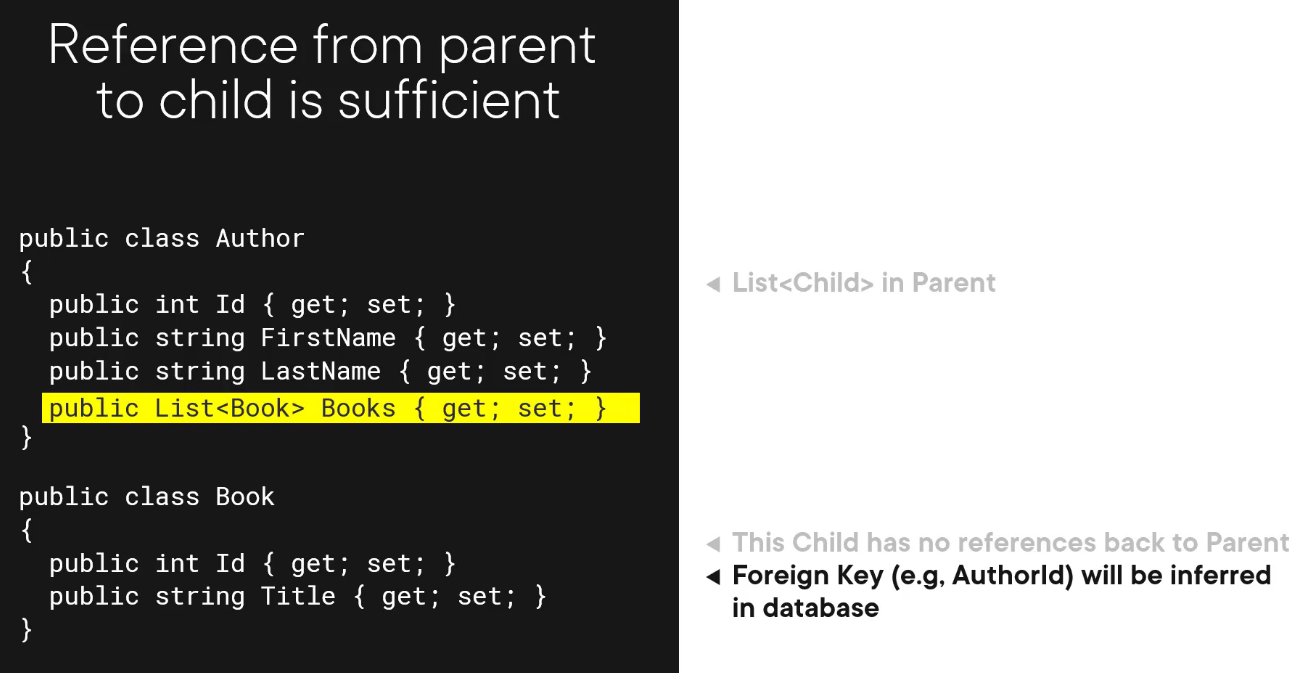 Reference from parent
to child is sufficient
public class Author
{
public int Id { get; set; }
public string FirstName { get; set; }
public string LastName { get; set; }
public List<Book> Books { get; set; }
}
public class Book
{
public int Id { get; set; }
public string Title { get; set; }
}
◄ List<Child> in Parent
◄ This Child has no references back to Parent
◄ Foreign Key (e.g, AuthorId) will be inferred
in database